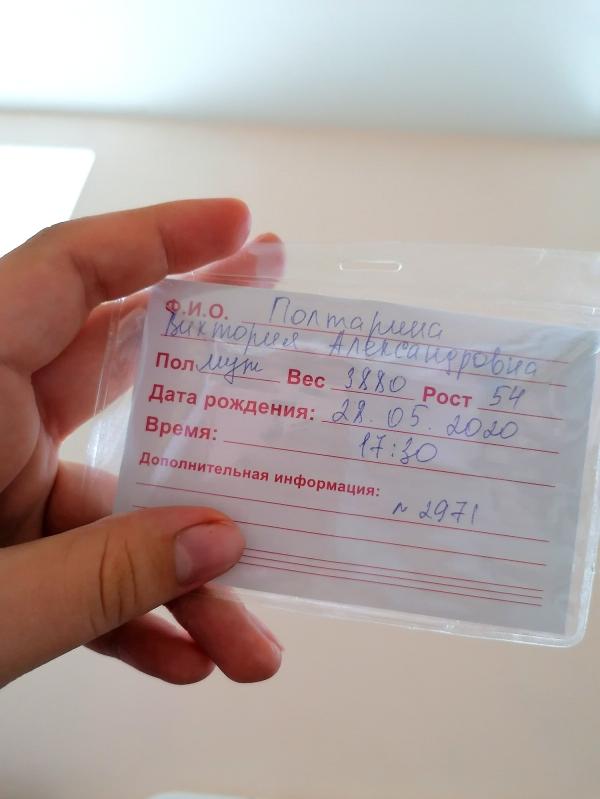 Ф.И.О. Полтарина
Виктория Александровна
Пол муж Вес 3880 Рост 54
Дата рождения: 28.05.2020
Время: 17:30
Дополнительная информация:
№ 2971